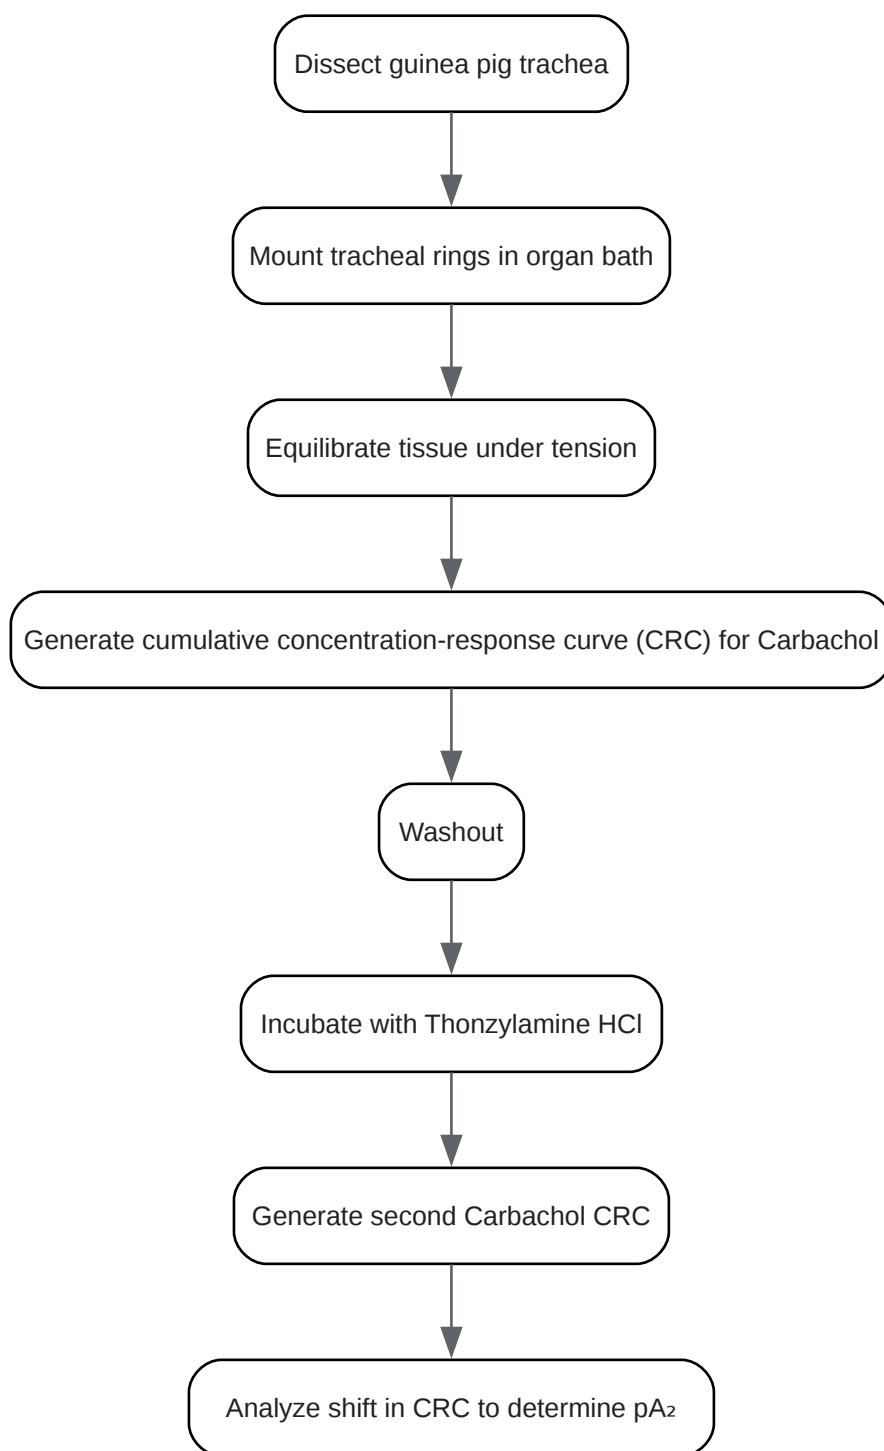 Dissect guinea pig trachea
Mount tracheal rings in organ bath
Equilibrate tissue under tension
Generate cumulative concentration-response curve (CRC) for Carbachol
Washout
Incubate with Thonzylamine HCl
Generate second Carbachol CRC
Analyze shift in CRC to determine pA₂